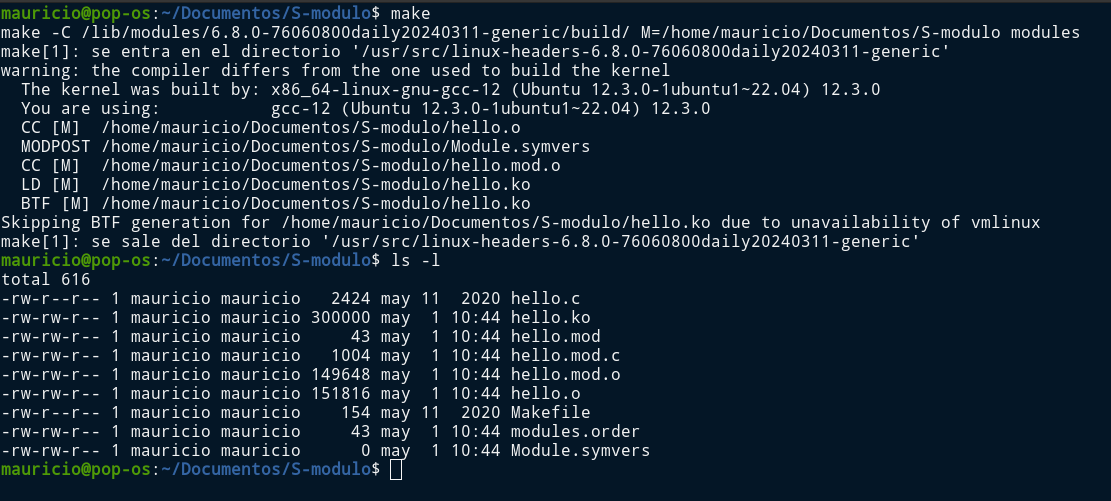 mauricio@pop-os:~/Documentos/S-modulo$ make
make -C /lib/modules/6.8.0-76060800daily20240311-generic/build/ M=/home/mauricio/Documentos/S-modulo modules
make[1]: se entra en el directorio '/usr/src/linux-headers-6.8.0-76060800daily20240311-generic'
warning: the compiler differs from the one used to build the kernel
  The kernel was built by: x86_64-linux-gnu-gcc-12 (Ubuntu 12.3.0-1ubuntu1~22.04) 12.3.0
  You are using:           gcc-12 (Ubuntu 12.3.0-1ubuntu1~22.04) 12.3.0
  CC [M]  /home/mauricio/Documentos/S-modulo/hello.o
  MODPOST /home/mauricio/Documentos/S-modulo/Module.symvers
  CC [M]  /home/mauricio/Documentos/S-modulo/hello.mod.o
  LD [M]  /home/mauricio/Documentos/S-modulo/hello.ko
  BTF [M] /home/mauricio/Documentos/S-modulo/hello.ko
Skipping BTF generation for /home/mauricio/Documentos/S-modulo/hello.ko due to unavailability of vmlinux
make[1]: se sale del directorio '/usr/src/linux-headers-6.8.0-76060800daily20240311-generic'
mauricio@pop-os:~/Documentos/S-modulo$ ls -l
total 616
-rw-r--r-- 1 mauricio mauricio   2424 may 11  2020 hello.c
-rw-rw-r-- 1 mauricio mauricio 300000 may  1 10:44 hello.ko
-rw-rw-r-- 1 mauricio mauricio     43 may  1 10:44 hello.mod
-rw-rw-r-- 1 mauricio mauricio   1004 may  1 10:44 hello.mod.c
-rw-rw-r-- 1 mauricio mauricio 149648 may  1 10:44 hello.mod.o
-rw-rw-r-- 1 mauricio mauricio 151816 may  1 10:44 hello.o
-rw-r--r-- 1 mauricio mauricio    154 may 11  2020 Makefile
-rw-rw-r-- 1 mauricio mauricio     43 may  1 10:44 modules.order
-rw-rw-r-- 1 mauricio mauricio      0 may  1 10:44 Module.symvers
mauricio@pop-os:~/Documentos/S-modulo$